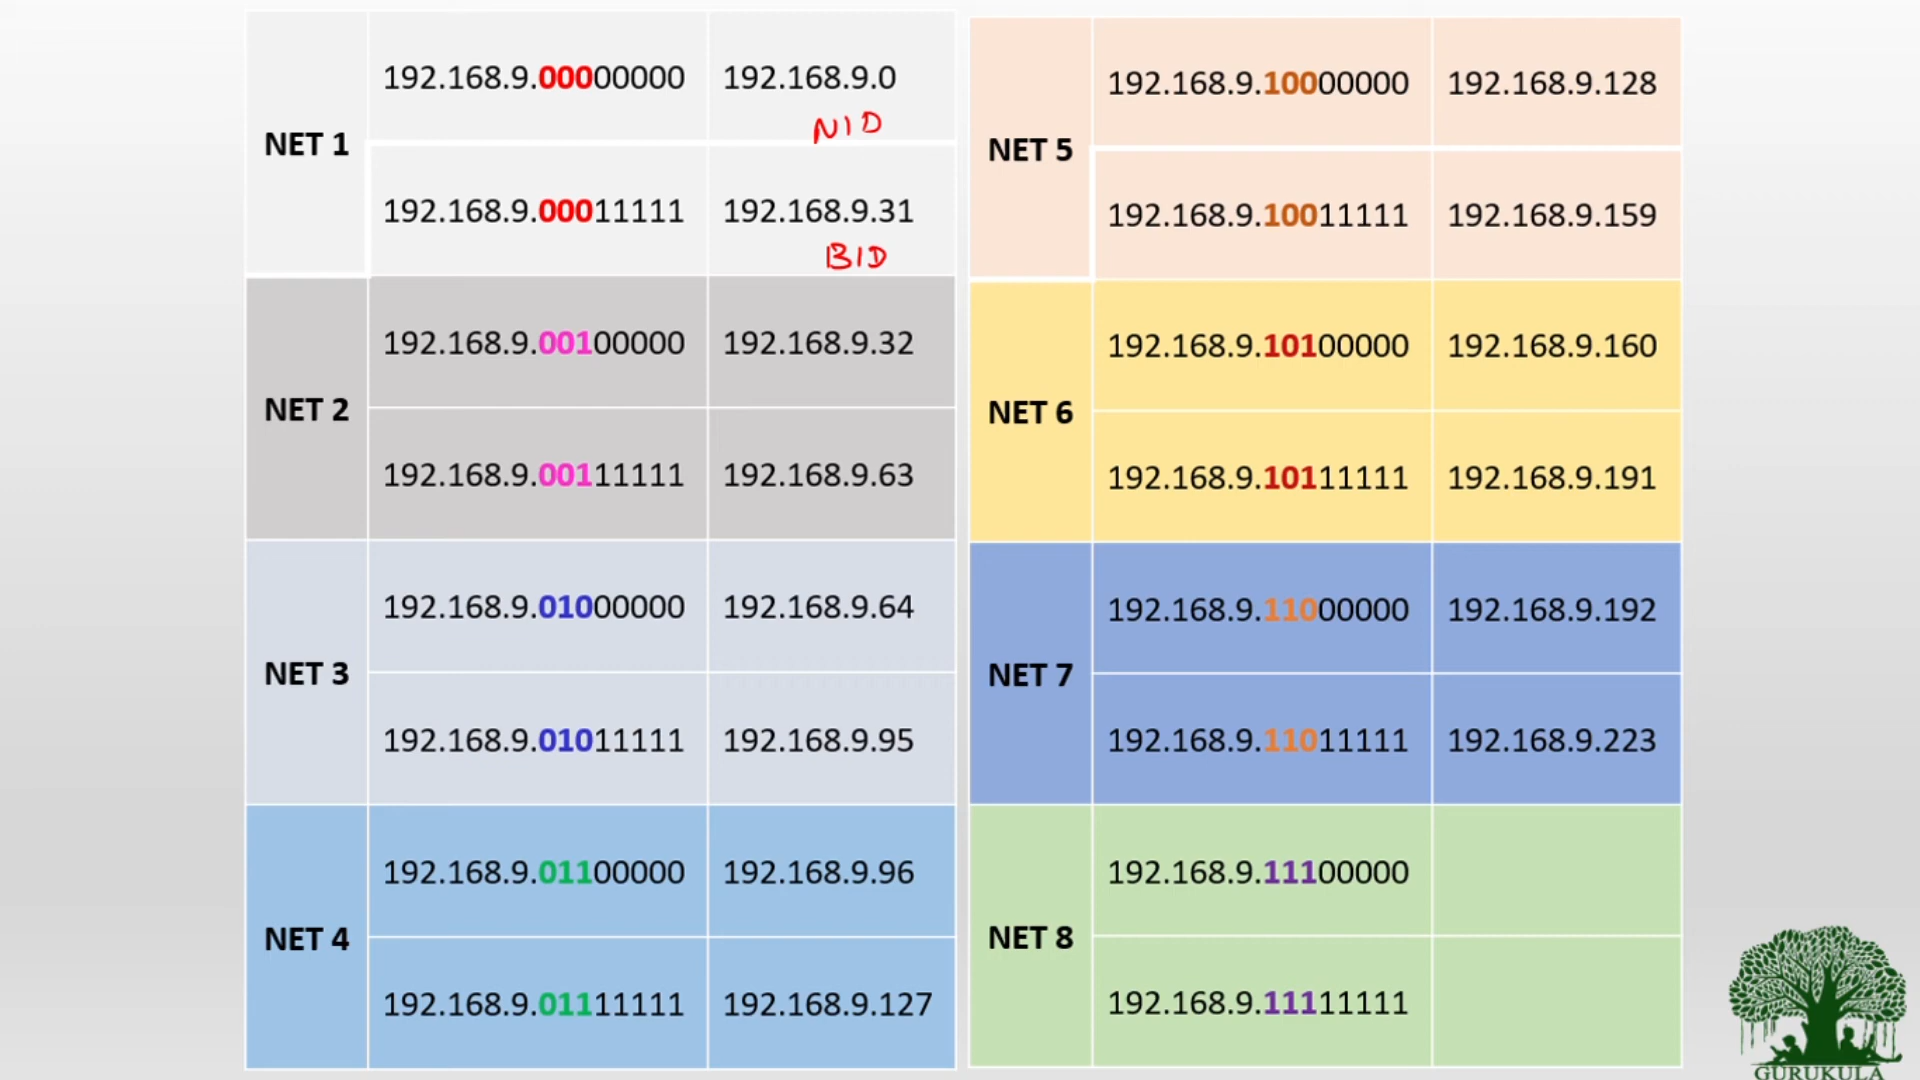 NET 1
192.168.9.00000000 192.168.9.0
NID
192.168.9.00011111 192.168.9.31
BID
NET 2
192.168.9.00100000 192.168.9.32
192.168.9.00111111 192.168.9.63
NET 3
192.168.9.01000000 192.168.9.64
192.168.9.01011111 192.168.9.95
NET 4
192.168.9.01100000 192.168.9.96
192.168.9.01111111 192.168.9.127
NET 5
192.168.9.10000000 192.168.9.128
192.168.9.10011111 192.168.9.159
NET 6
192.168.9.10100000 192.168.9.160
192.168.9.10111111 192.168.9.191
NET 7
192.168.9.11000000 192.168.9.192
192.168.9.11011111 192.168.9.223
NET 8
192.168.9.11100000
192.168.9.11111111
GURUKULA